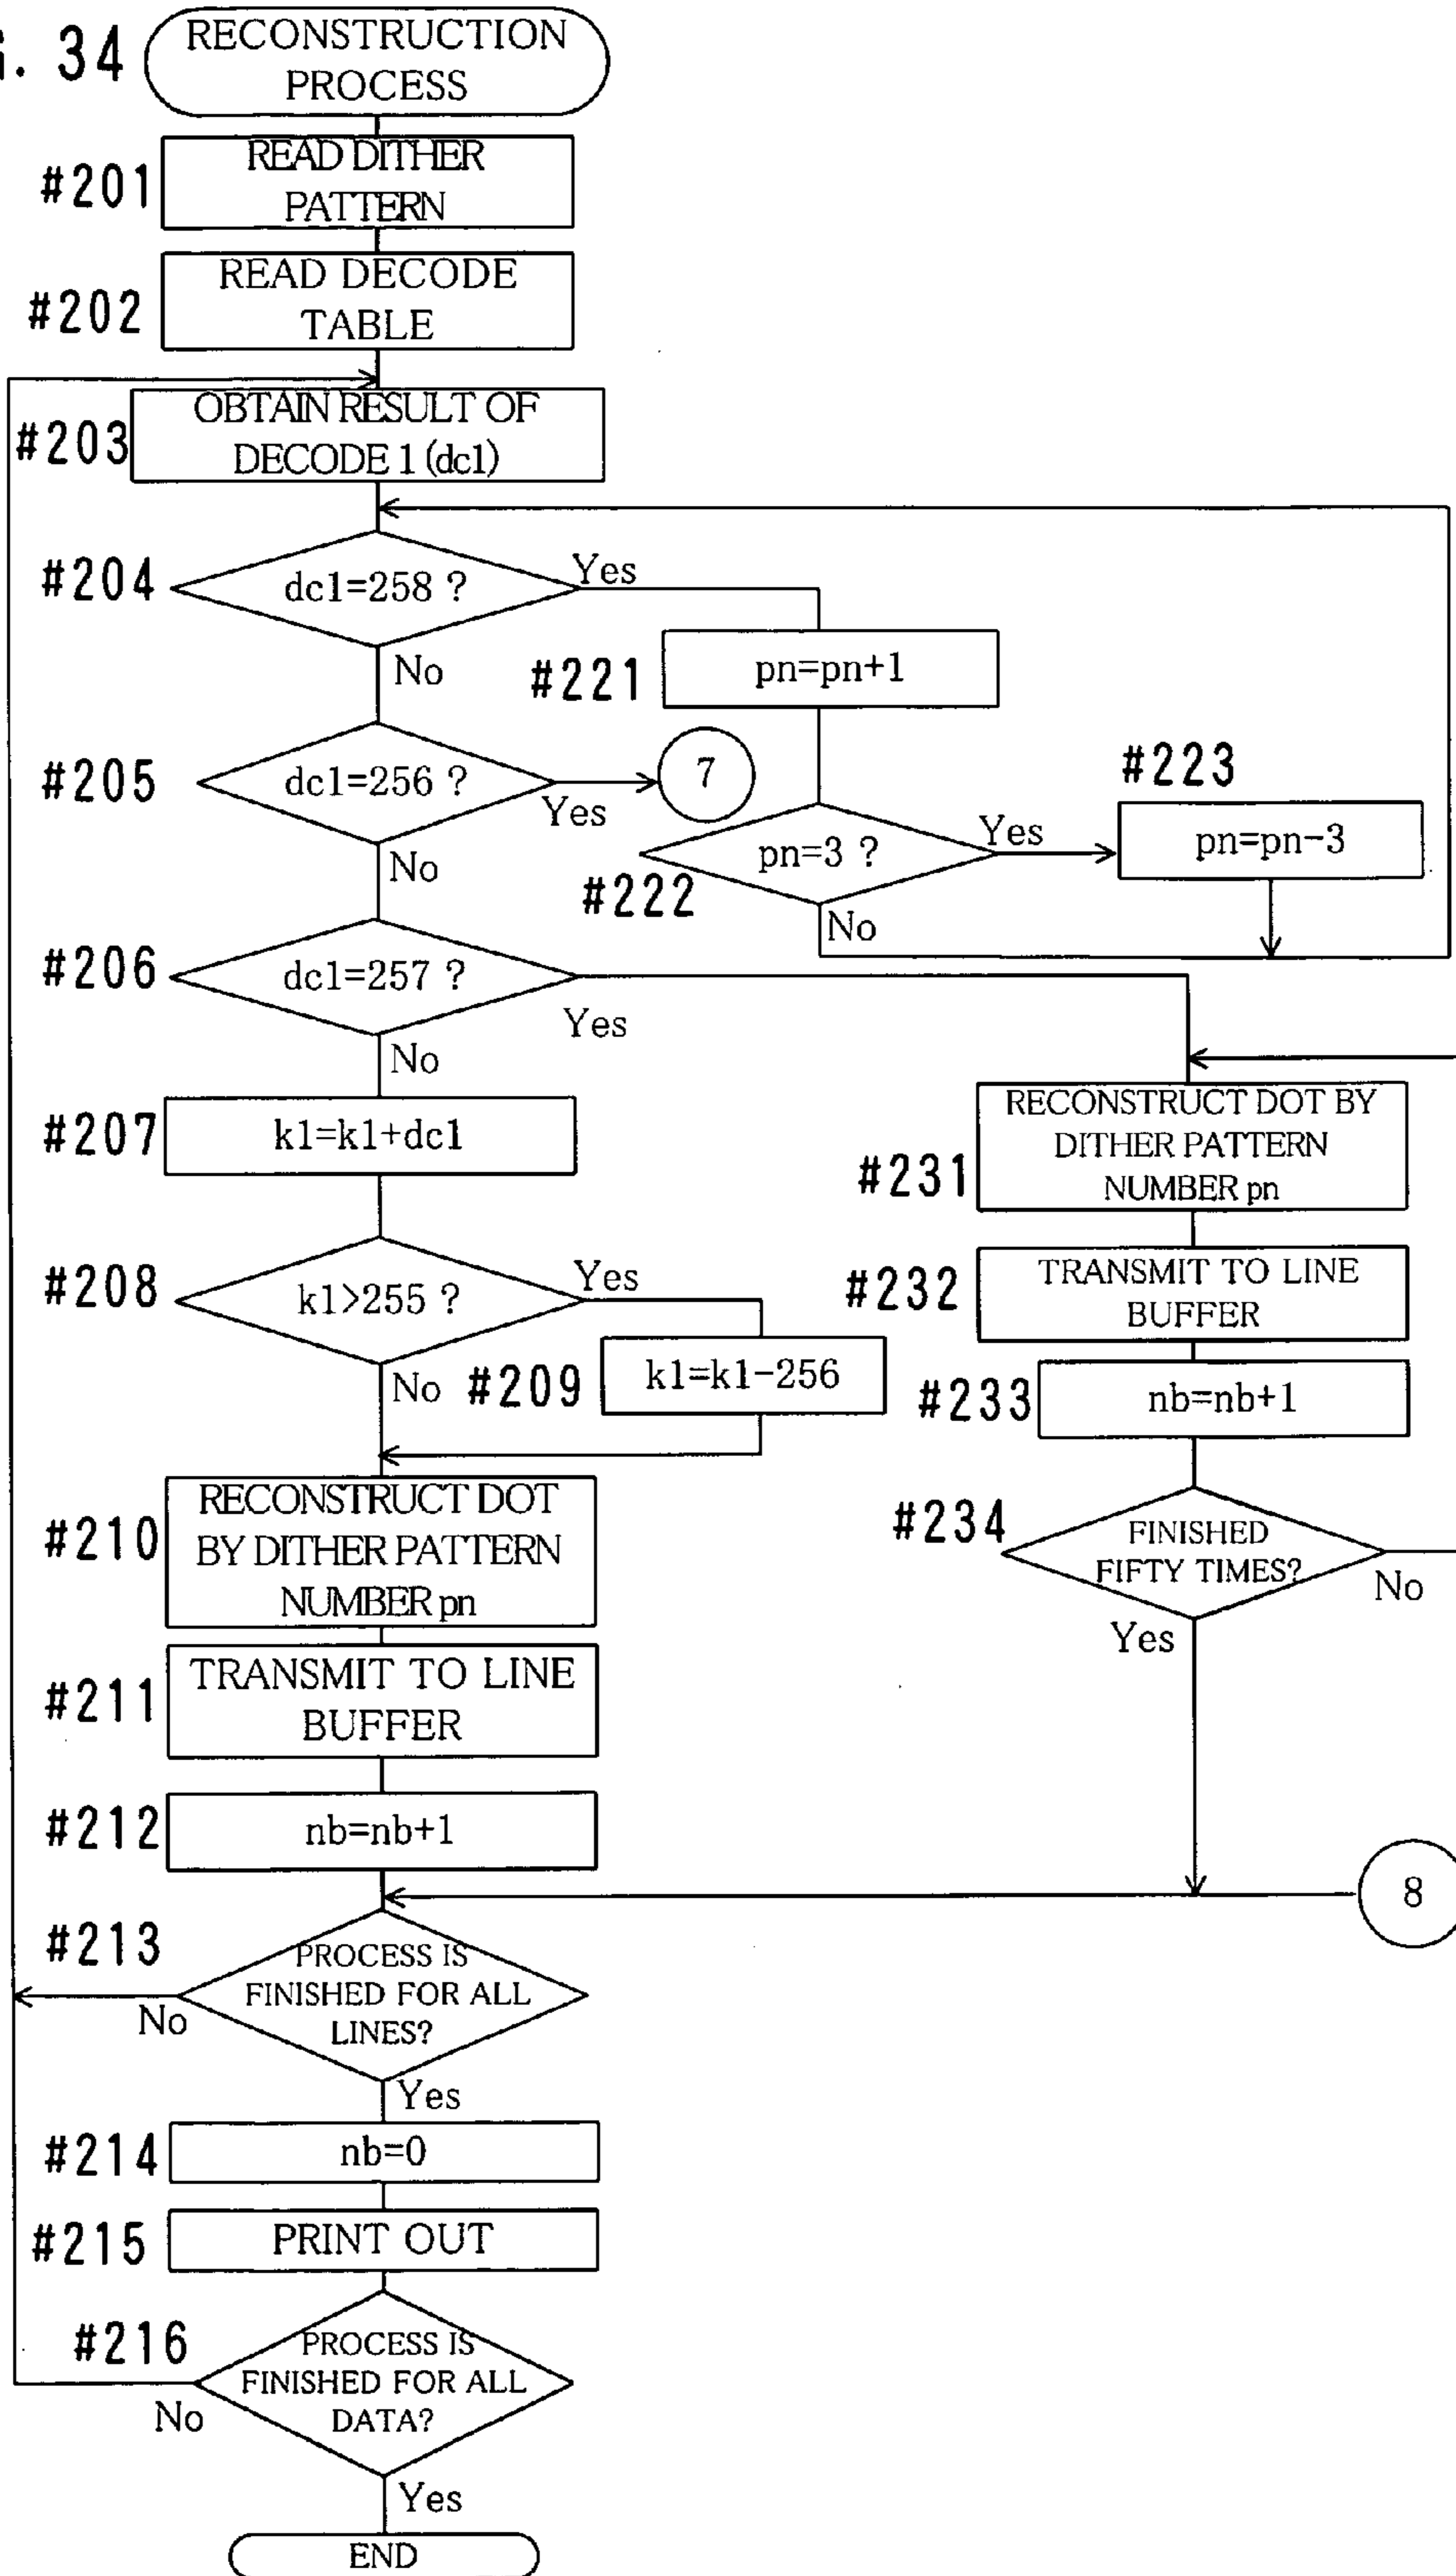 . 34
RECONSTRUCTION
PROCESS
#201
READ DITHER
PATTERN
#202
READ DECODE
TABLE
#203
OBTAIN RESULT OF
DECODE 1 (dc1)
#204
dc1=258 ?
Yes
No
#221
pn=pn+1
#205
dc1=256 ?
Yes
7
No
#222
pn=3 ?
Yes
No
#223
pn=pn-3
#206
dc1=257 ?
Yes
No
#207
k1=k1+dc1
#208
k1>255 ?
Yes
No
#209
k1=k1-256
#231
RECONSTRUCT DOT BY
DITHER PATTERN
NUMBER pn
#232
TRANSMIT TO LINE
BUFFER
#233
nb=nb+1
#234
FINISHED
FIFTY TIMES?
No
Yes
#210
RECONSTRUCT DOT
BY DITHER PATTERN
NUMBER pn
#211
TRANSMIT TO LINE
BUFFER
#212
nb=nb+1
8
#213
PROCESS IS
FINISHED FOR ALL
LINES?
No
Yes
#214
nb=0
#215
PRINT OUT
#216
PROCESS IS
FINISHED FOR ALL
DATA?
No
Yes
END